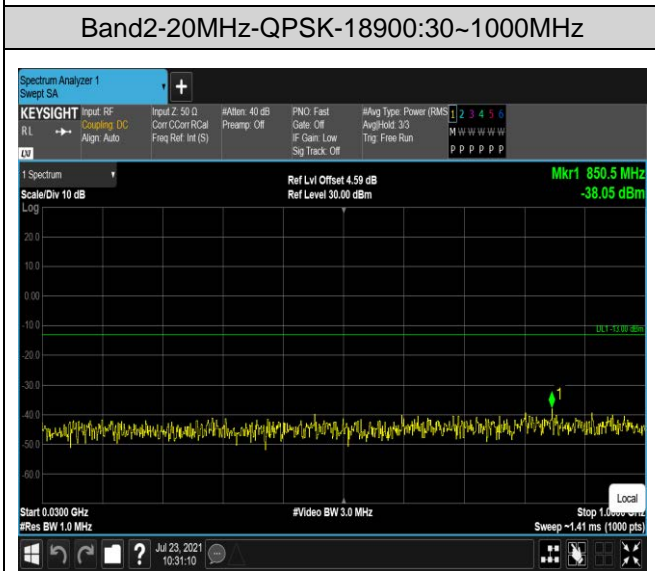 Band2-20MHz-QPSK-18900:30~1000MHz
Spectrum Analyzer 1
Swept SA
+
KEYSIGHT Input: RF Input Z: 50 Ω #Atten: 40 dB PNO: Fast #Avg Type: Power (RMS 1 2 3 4 5 6
RL Coupling: DC Corr CCorr RCal Preamp: Off Gate: Off Avg|Hold: 3/3 M W W W W W
Align: Auto Freq Ref: Int (S) IF Gain: Low Trig: Free Run
Sig Track: Off P P P P P P
LXI
1 Spectrum
Ref Lvl Offset 4.59 dB Mkr1 850.5 MHz
Scale/Div 10 dB Ref Level 30.00 dBm -38.05 dBm
Log
20.0
10.0
0.00
-10.0
DL1 -13.00 dBm
-20.0
-30.0
1
-40.0
-50.0
-60.0
Local
Start 0.0300 GHz #Video BW 3.0 MHz Stop 1.0000 GHz
#Res BW 1.0 MHz Sweep ~1.41 ms (1000 pts)
? Jul 23, 2021
10:31:10